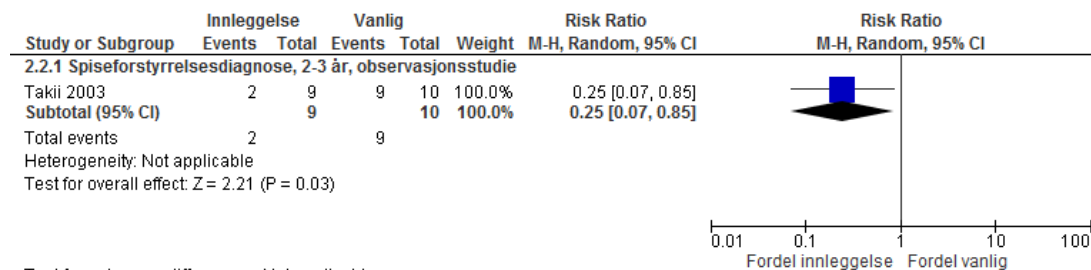 Innleggelse Vanlig Risk Ratio Risk Ratio
Study or Subgroup Events Total Events Total Weight M-H, Random, 95% CI M-H, Random, 95% CI
2.2.1 Spiseforstyrrelsesdiagnose, 2-3 år, observasjonsstudie
Takii 2003 2 9 9 10 100.0% 0.25 [0.07, 0.85]
Subtotal (95% CI) 9 10 100.0% 0.25 [0.07, 0.85]
Total events 2 9
Heterogeneity: Not applicable
Test for overall effect: Z = 2.21 (P = 0.03)
0.01 0.1 1 10 100
Fordel innleggelse Fordel vanlig